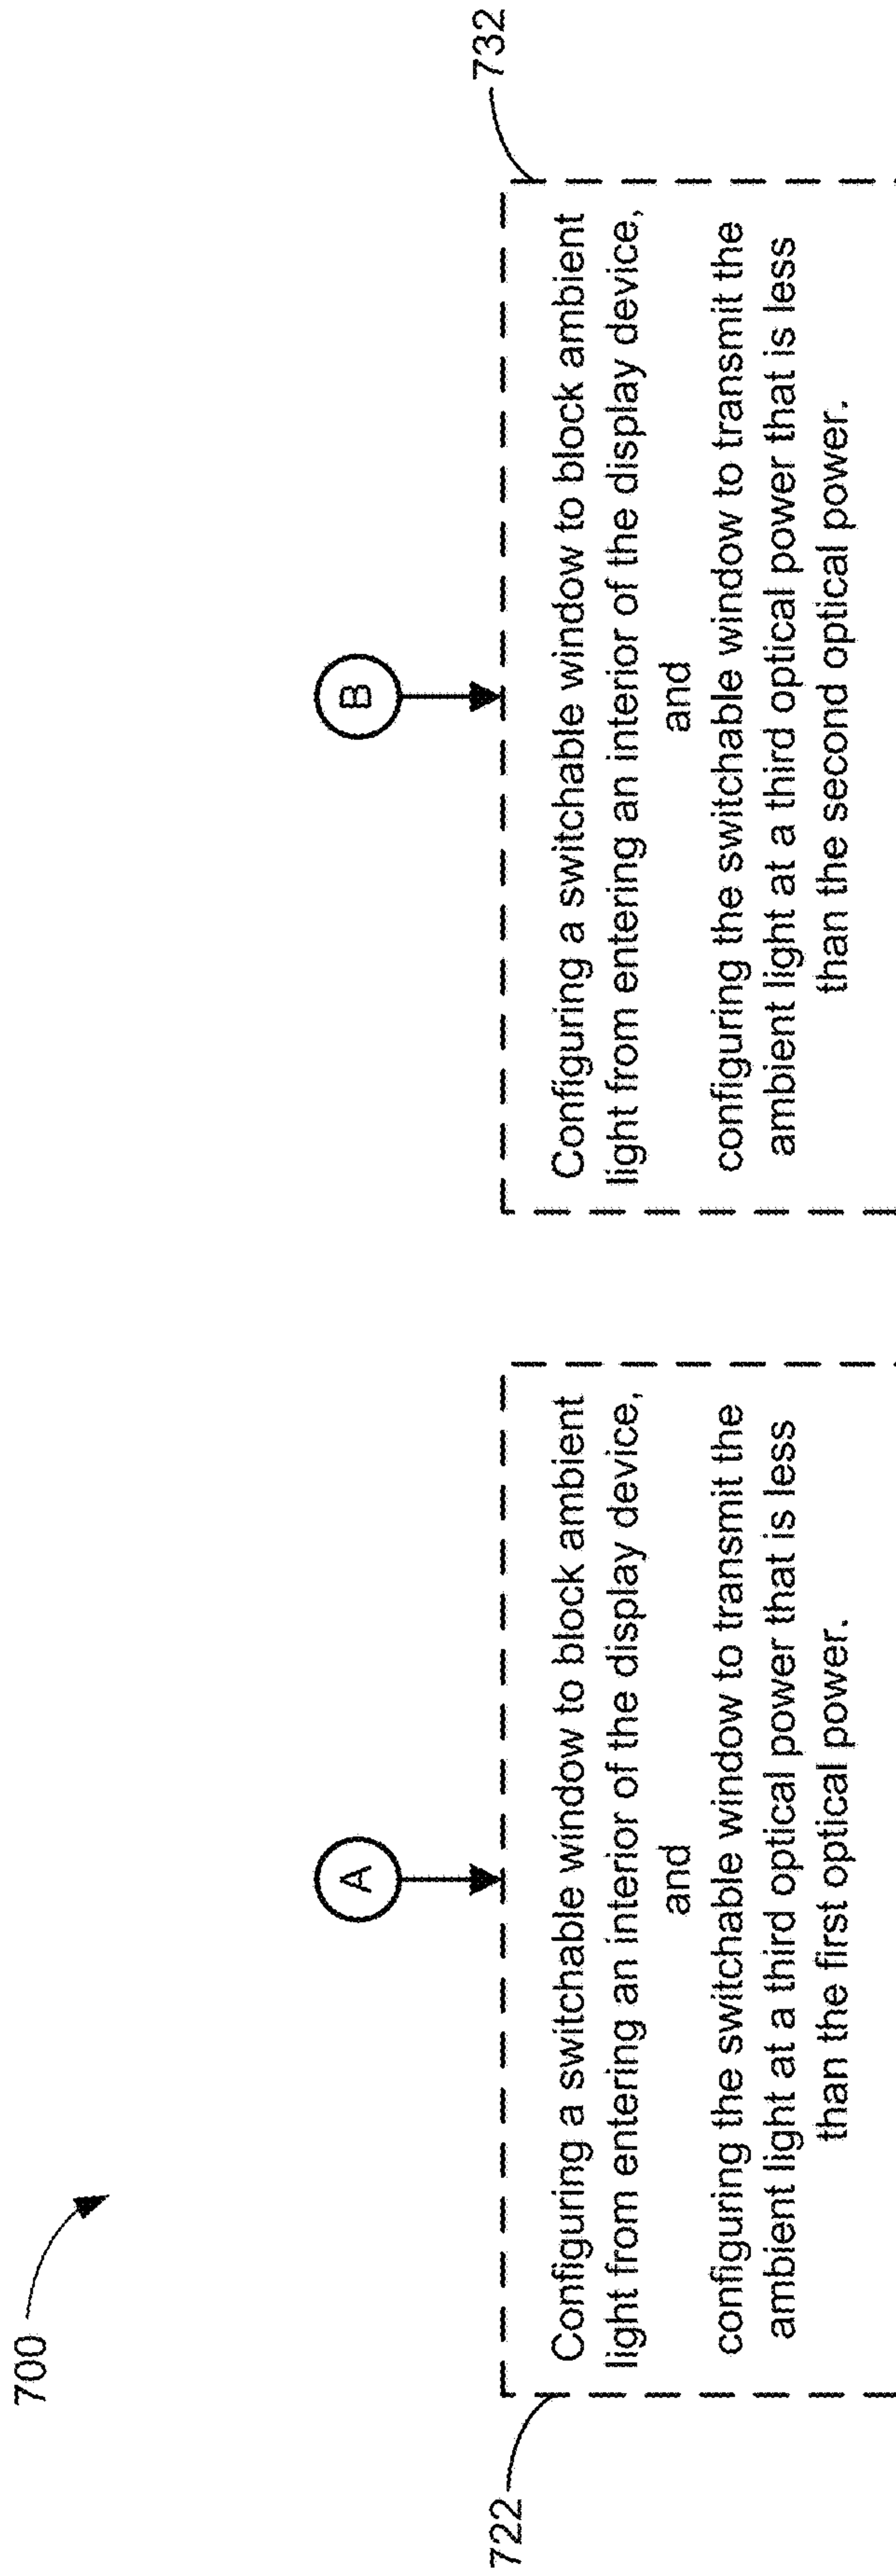 700
A
722
Configuring a switchable window to block ambient
light from entering an interior of the display device,
and
configuring the switchable window to transmit the
ambient light at a third optical power that is less
than the first optical power.
B
732
Configuring a switchable window to block ambient
light from entering an interior of the display device,
and
configuring the switchable window to transmit the
ambient light at a third optical power that is less
than the second optical power.